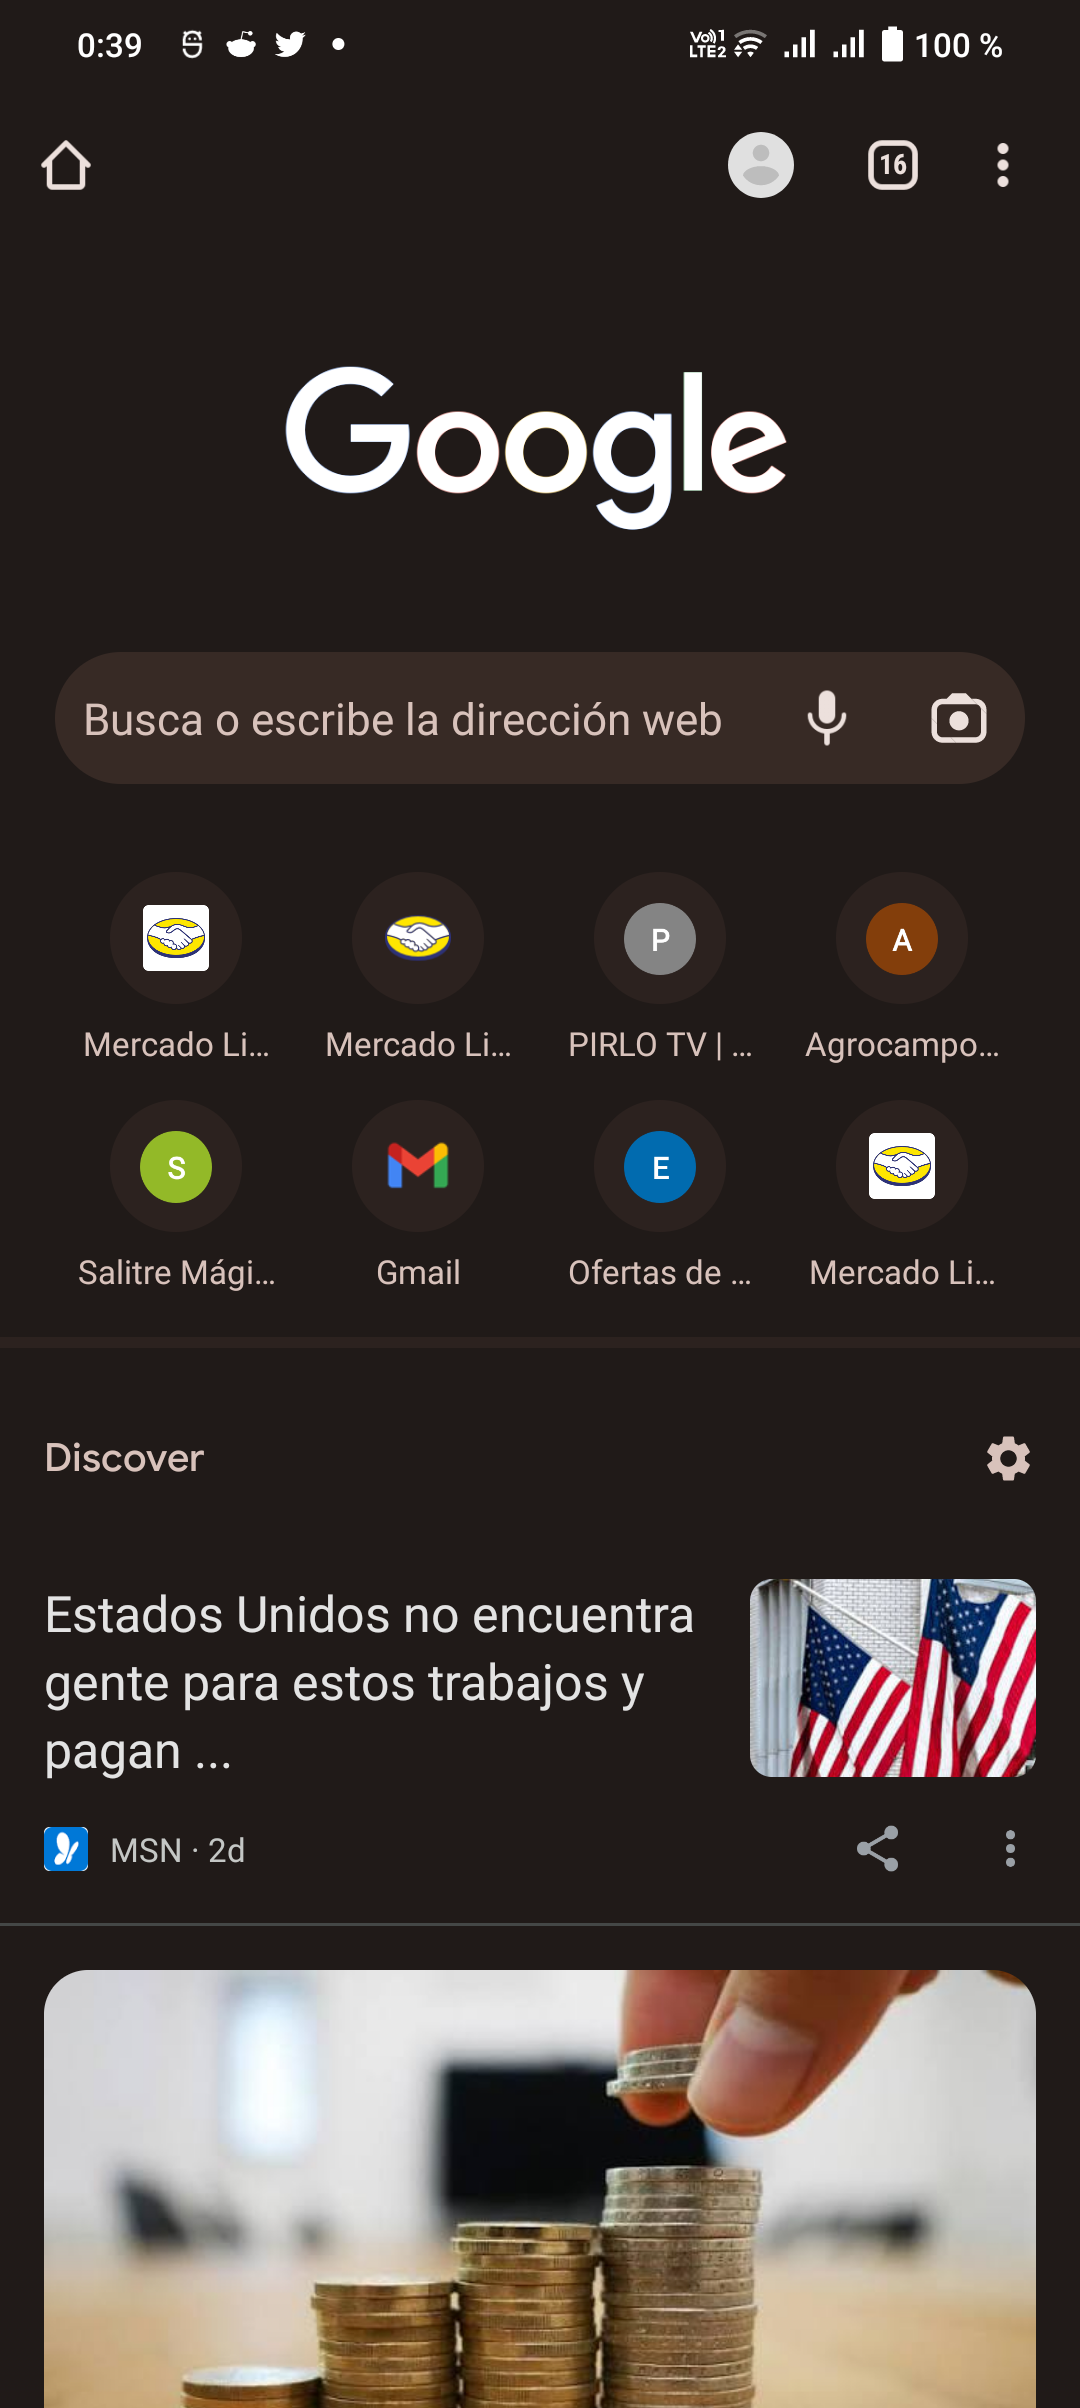 0:39 Vo)) 1 LTE2 100 %
16
Google
Busca o escribe la dirección web
Mercado Li... Mercado Li... PIRLO TV | ... Agrocampo...
Salitre Mági... Gmail Ofertas de ... Mercado Li...
P A
S E
Discover
Estados Unidos no encuentra
gente para estos trabajos y
pagan ...
MSN · 2d